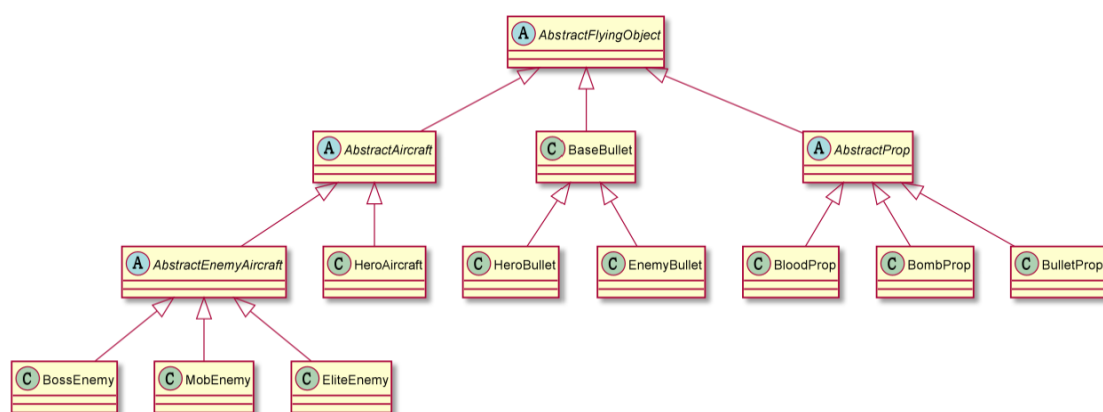 A AbstractFlyingObject
A AbstractAircraft
C BaseBullet
A AbstractProp
A AbstractEnemyAircraft
C HeroAircraft
C HeroBullet
C EnemyBullet
C BloodProp
C BombProp
C BulletProp
C BossEnemy
C MobEnemy
C EliteEnemy